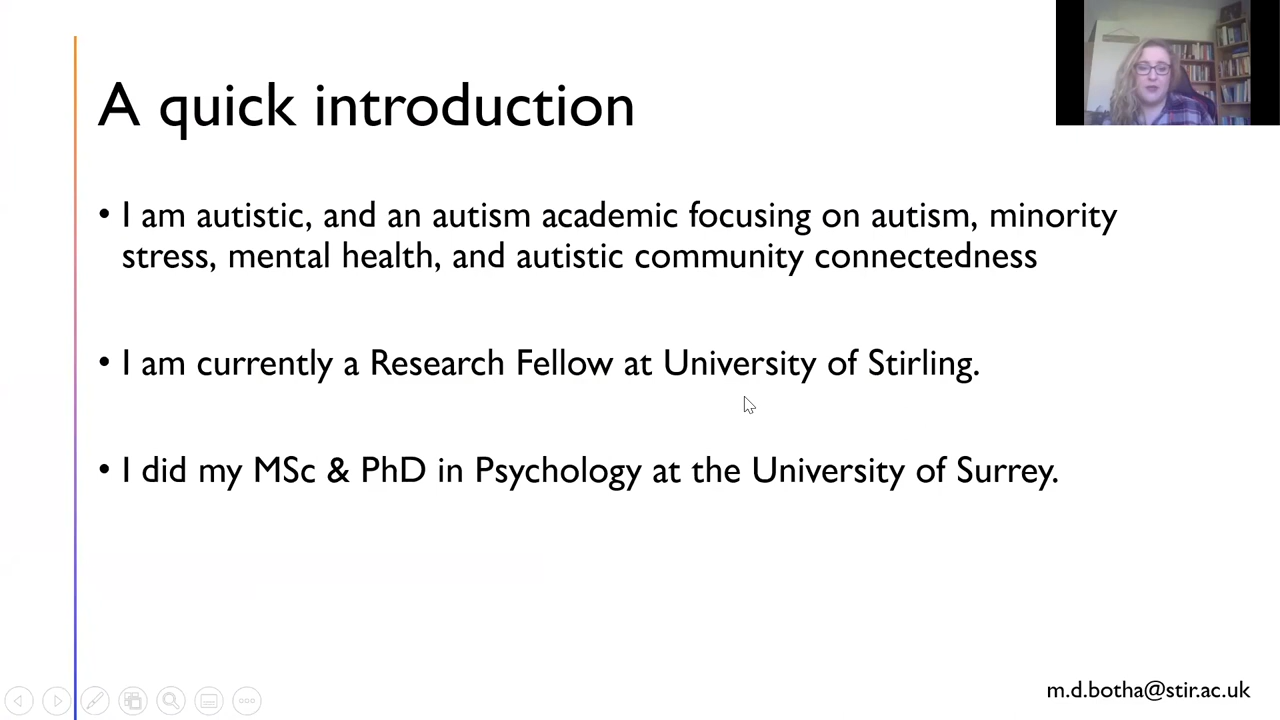 A quick introduction
• I am autistic, and an autism academic focusing on autism, minority
stress, mental health, and autistic community connectedness
• I am currently a Research Fellow at University of Stirling.
• I did my MSc & PhD in Psychology at the University of Surrey.
m.d.botha@stir.ac.uk